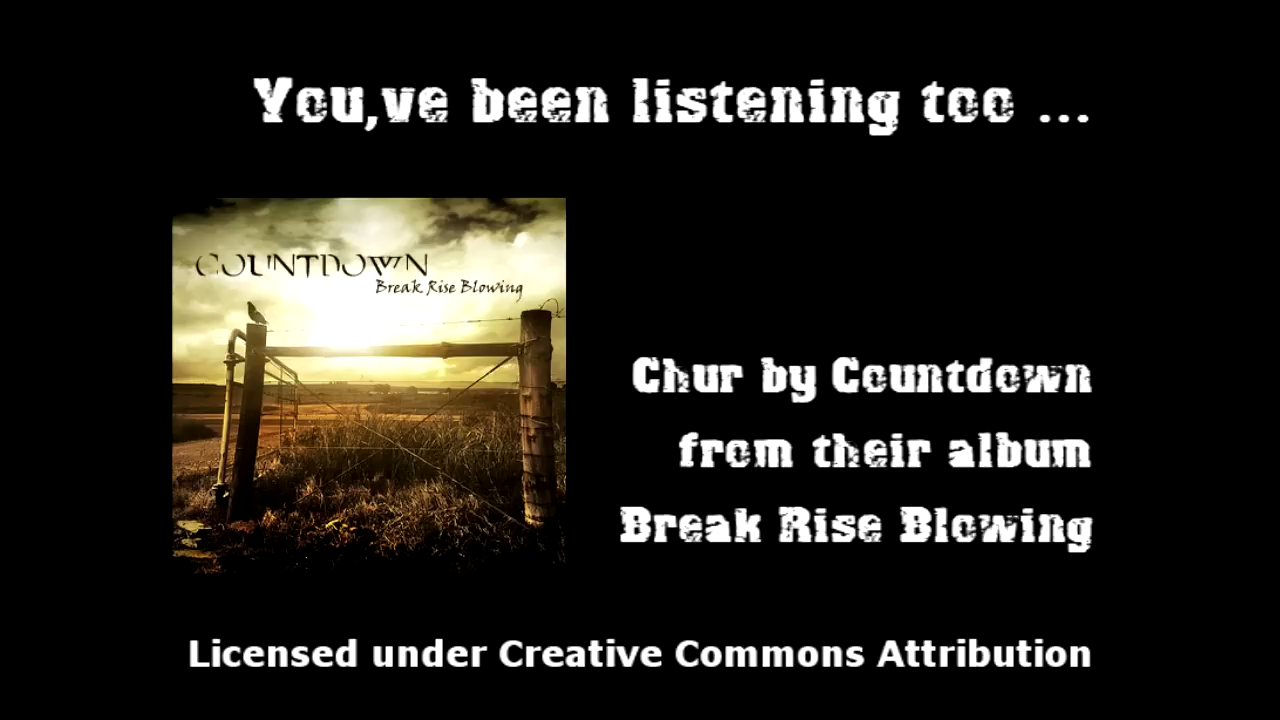 You,ve been listening too ...
COUNTDOWN
Break Rise Blowing
Chur by Countdown
from their album
Break Rise Blowing
Licensed under Creative Commons Attribution